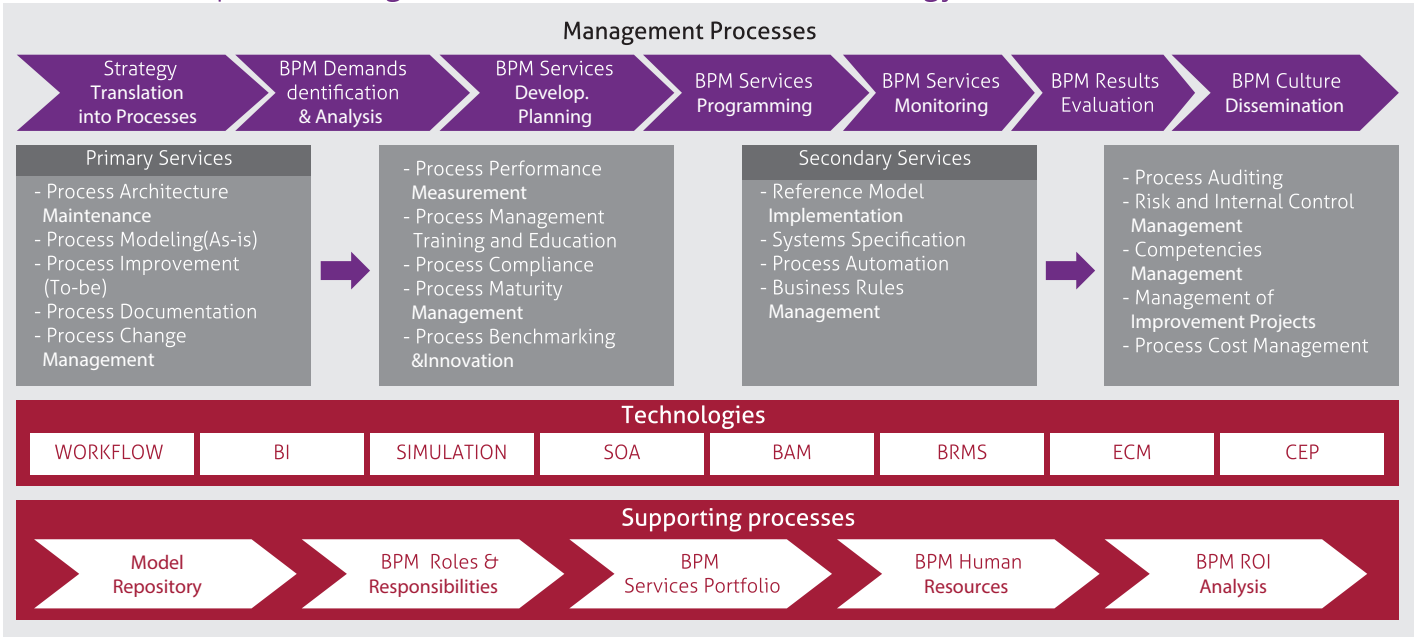 Management Processes
Strategy
Translation
into Processes
BPM Demands
dentification
& Analysis
BPM Services
Develop.
Planning
BPM Services
Programming
BPM Services
Monitoring
BPM Results
Evaluation
BPM Culture
Dissemination
Primary Services
- Process Architecture
Maintenance
- Process Modeling(As-is)
- Process Improvement
(To-be)
- Process Documentation
- Process Change
Management
- Process Performance
Measurement
- Process Management
Training and Education
- Process Compliance
- Process Maturity
Management
- Process Benchmarking
&Innovation
Secondary Services
- Reference Model
Implementation
- Systems Specification
- Process Automation
- Business Rules
Management
- Process Auditing
- Risk and Internal Control
Management
- Competencies
Management
- Management of
Improvement Projects
- Process Cost Management
Technologies
WORKFLOW
BI
SIMULATION
SOA
BAM
BRMS
ECM
CEP
Supporting processes
Model
Repository
BPM Roles &
Responsibilities
BPM
Services Portfolio
BPM Human
Resources
BPM ROI
Analysis